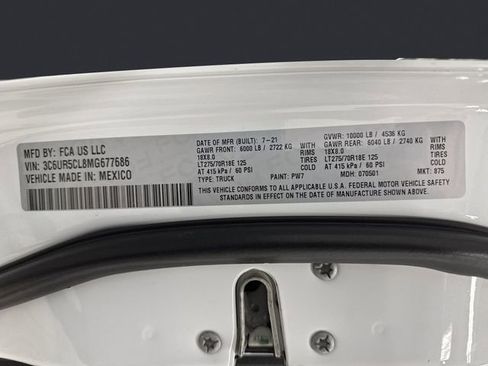 MFD BY: FCA US LLC
VIN: 3C6UR5CL8MG677686
VEHICLE MADE IN: MEXICO
DATE OF MFR (BUILT): 7-21
GVWR: 10000 LB / 4536 KG
GAWR FRONT: 6000 LB / 2722 KG WITH
GAWR REAR: 6040 LB / 2740 KG WITH
18X8.0 RIMS
18X8.0 RIMS
LT275/70R18E 125 TIRES
LT275/70R18E 125 TIRES
AT 415 kPa / 60 PSI
AT 415 kPa / 60 PSI
TYPE: TRUCK PAINT: PW7 MDH: 070501 MKT: 875
THIS VEHICLE CONFORMS TO ALL APPLICABLE U.S.A. FEDERAL MOTOR VEHICLE SAFETY
STANDARDS IN EFFECT ON THE DATE OF MANUFACTURE SHOWN ABOVE.